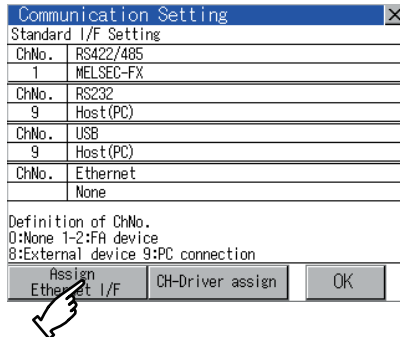 Communication Setting
Standard I/F Setting
ChNo. RS422/485
1 MELSEC-FX
ChNo. RS232
9 Host(PC)
ChNo. USB
9 Host(PC)
ChNo. Ethernet
None
Definition of ChNo.
0:None 1-2:FA device
8:External device 9:PC connection
Assign
Ethernet I/F
CH-Driver assign
OK